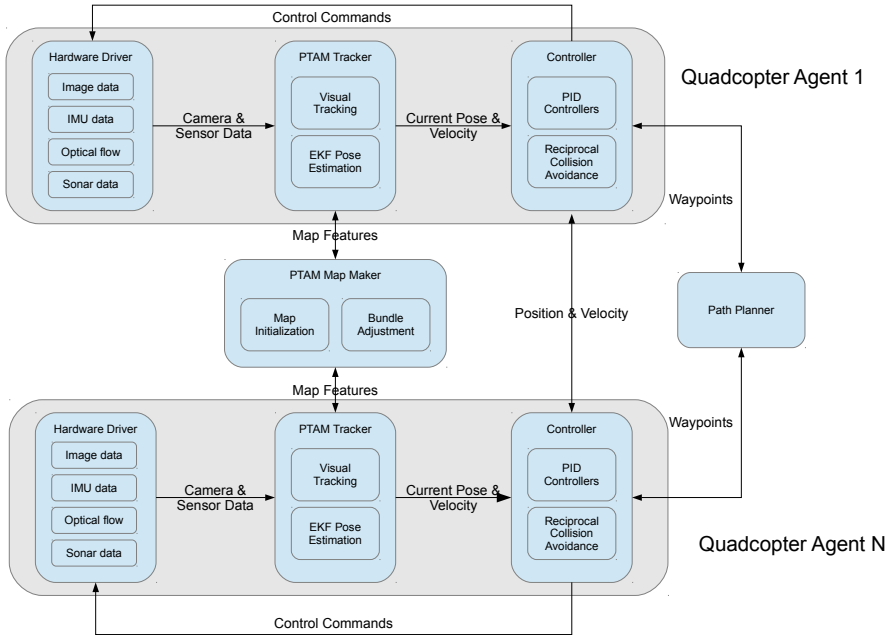 Control Commands
Hardware Driver
Image data
IMU data
Optical flow
Sonar data
Camera &
Sensor Data
PTAM Tracker
Visual
Tracking
EKF Pose
Estimation
Current Pose &
Velocity
Controller
PID
Controllers
Reciprocal
Collision
Avoidance
Quadcopter Agent 1
Waypoints
Map Features
PTAM Map Maker
Map
Initialization
Bundle
Adjustment
Position & Velocity
Path Planner
Map Features
Waypoints
Hardware Driver
Image data
IMU data
Optical flow
Sonar data
Camera &
Sensor Data
PTAM Tracker
Visual
Tracking
EKF Pose
Estimation
Current Pose &
Velocity
Controller
PID
Controllers
Reciprocal
Collision
Avoidance
Quadcopter Agent N
Control Commands